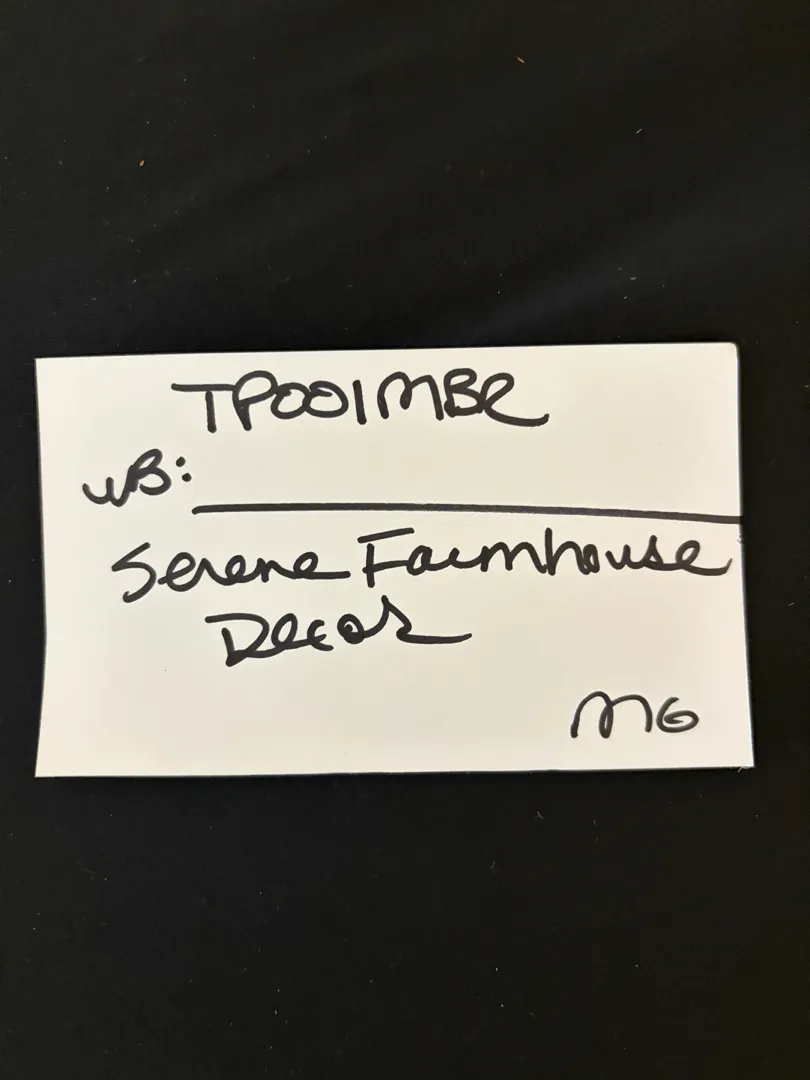 TP001MBR
WB:
Serene Farmhouse
Decor
MG